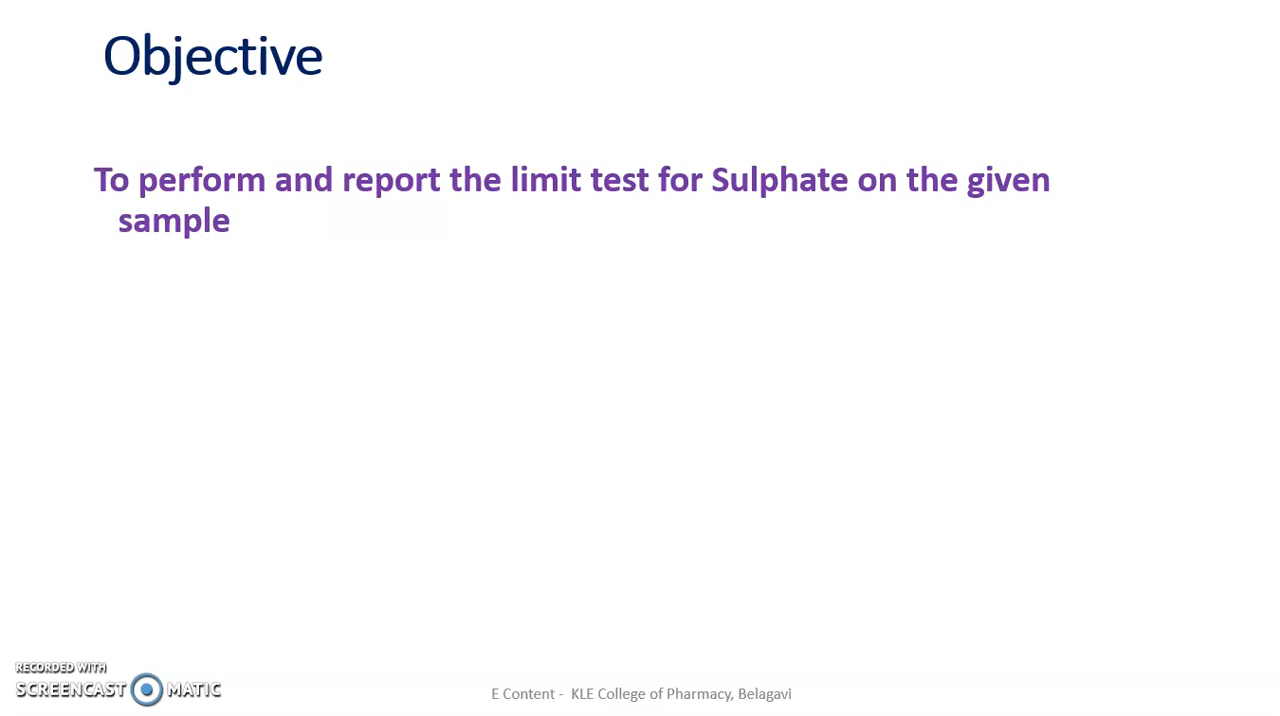 Objective
To perform and report the limit test for Sulphate on the given
sample
RECORDED WITH
SCREENCAST MATIC
E Content - KLE College of Pharmacy, Belagavi